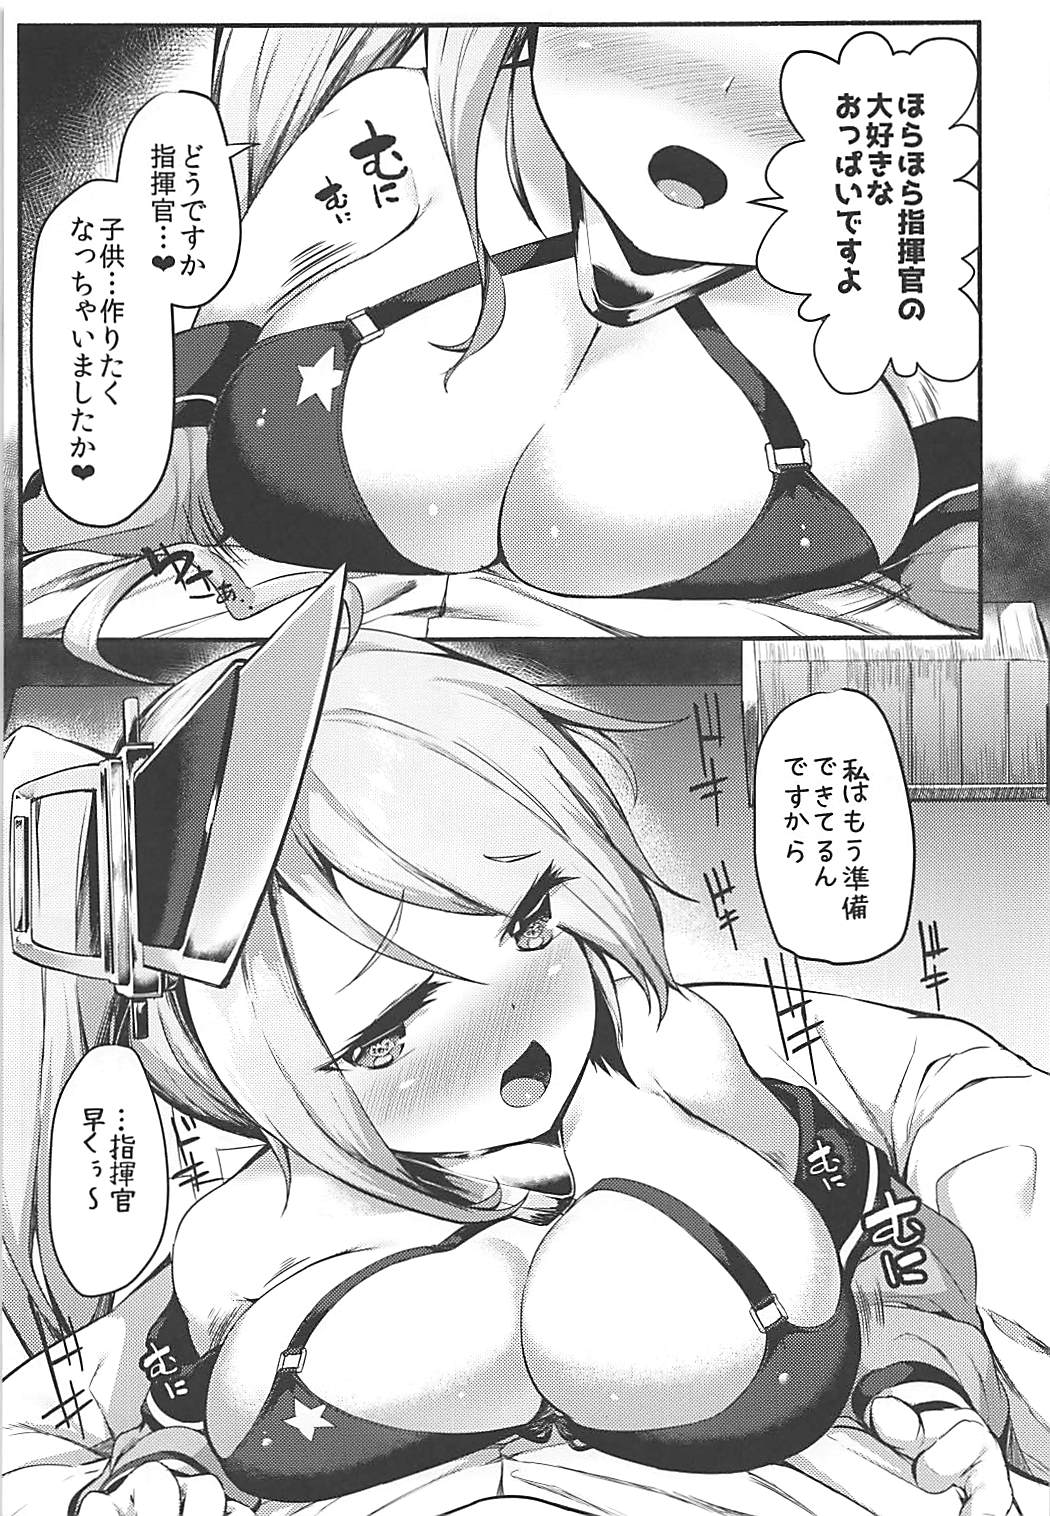 ほらほら指揮官の
大好きな
おっぱいですよ
むに
むに
どうですか
指揮官…♥
子供…作りたく
なっちゃいましたか♥
私はもう準備
できてるん
ですから
…指揮官
早くぅ～
むに
むに
むに